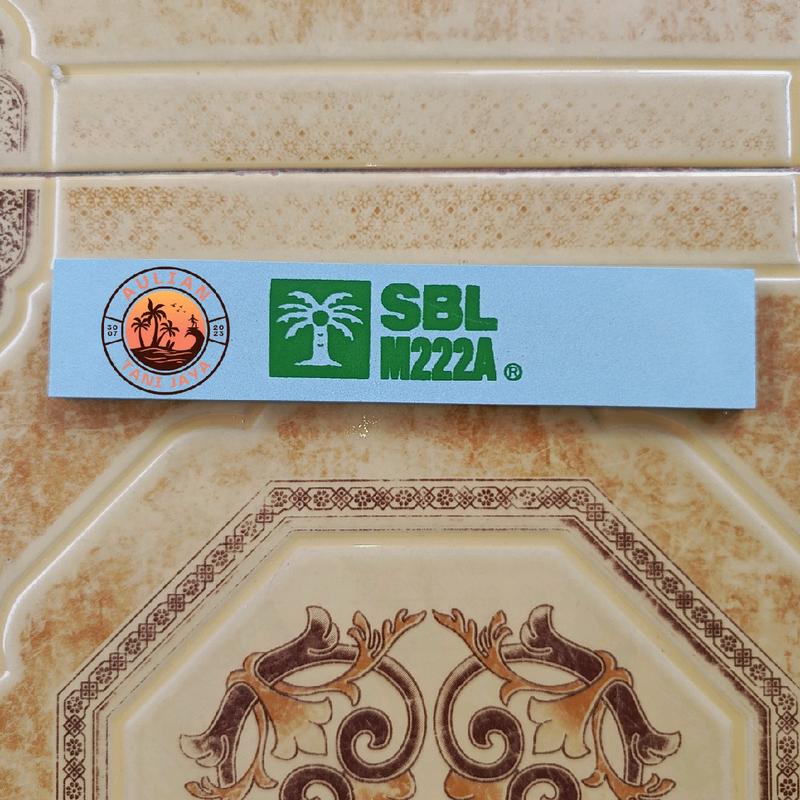 AULIAN
30 07
20 23
TANI JAYA
SBL
M222A ®